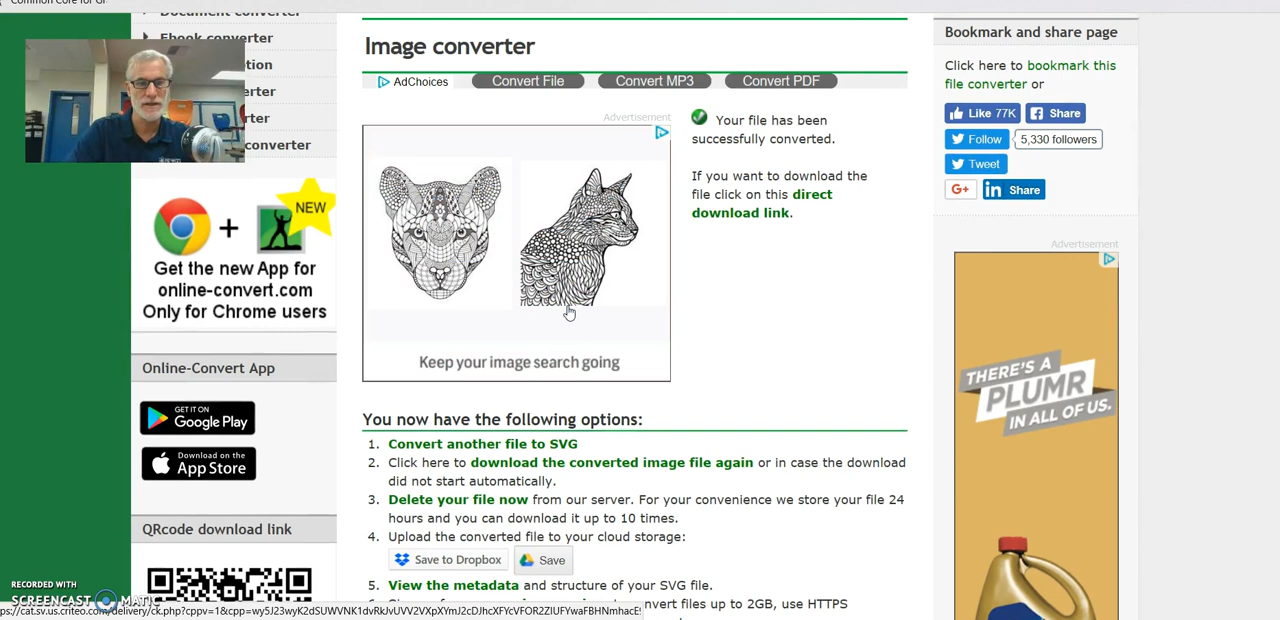 Common Core for Gr
Document converter
Ebook converter
tion
erter
rter
converter
NEW
Get the new App for
online-convert.com
Only for Chrome users
Online-Convert App
GET IT ON
Google Play
Download on the
App Store
QRcode download link
RECORDED WITH
SCREENCAST MATIC
Image converter
AdChoices
Convert File
Convert MP3
Convert PDF
Advertisement
Keep your image search going
Your file has been
successfully converted.
If you want to download the
file click on this direct
download link.
You now have the following options:
1. Convert another file to SVG
2. Click here to download the converted image file again or in case the download
did not start automatically.
3. Delete your file now from our server. For your convenience we store your file 24
hours and you can download it up to 10 times.
4. Upload the converted file to your cloud storage:
Save to Dropbox
Save
5. View the metadata and structure of your SVG file.
nvert files up to 2GB, use HTTPS
Bookmark and share page
Click here to bookmark this
file converter or
Like 77K
Share
Follow
5,330 followers
Tweet
G+
in Share
Advertisement
THERE'S A
PLUMR
IN ALL OF US.